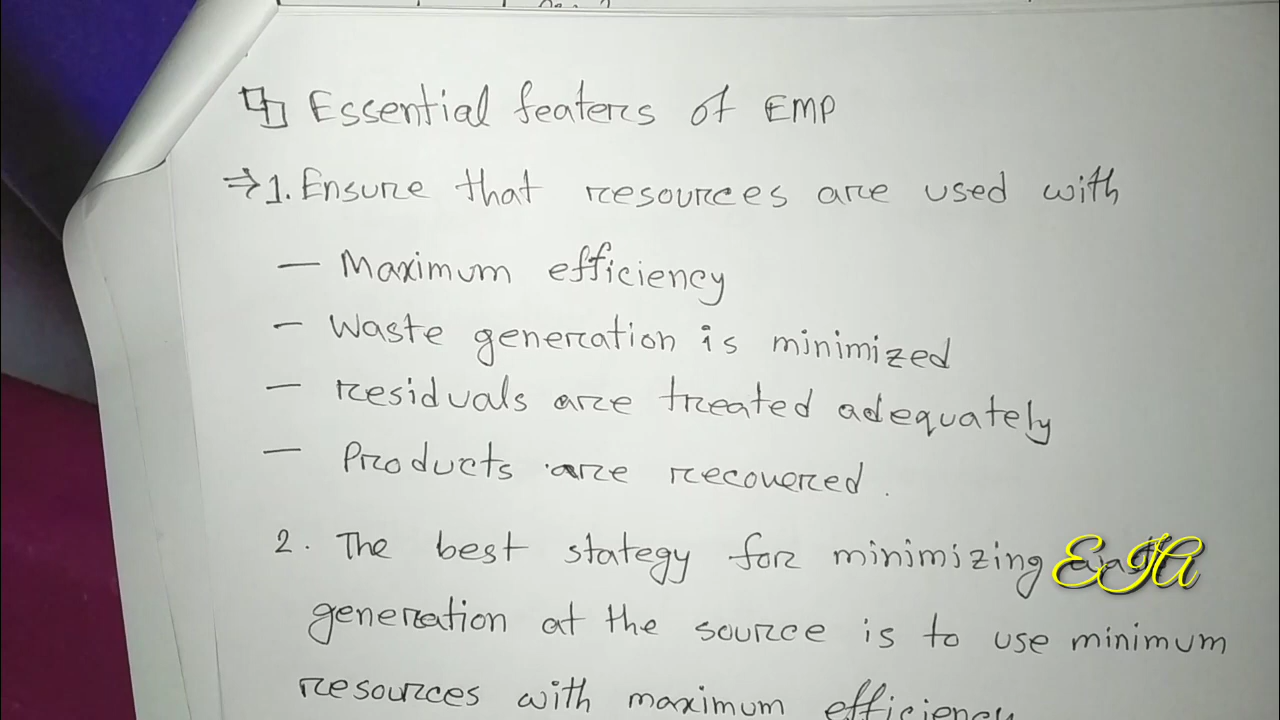 Essential featers of EMP
⇒ 1. Ensure that resources are used with
— Maximum efficiency
— Waste generation is minimized
— residuals are treated adequately
— Products are recovered.
2. The best stategy for minimizing
EIA
generation at the source is to use minimum
resources with maximum efficiency